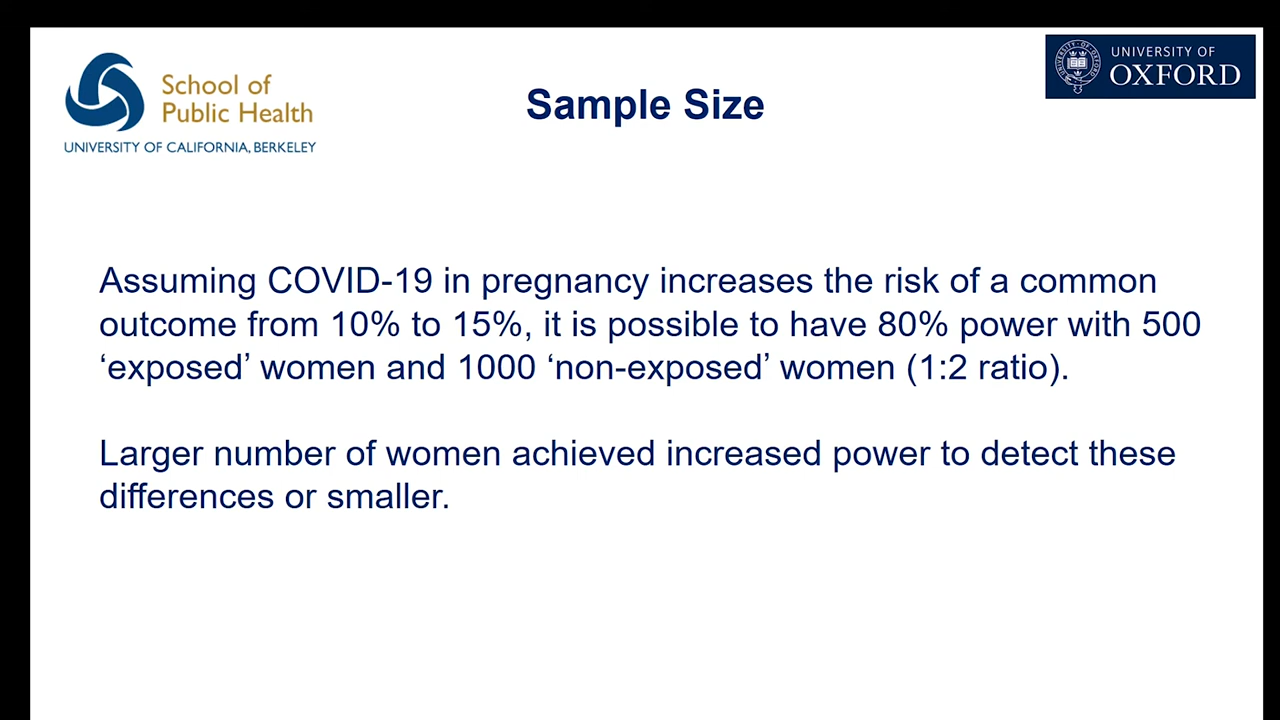 School of
Public Health
UNIVERSITY OF CALIFORNIA, BERKELEY
Sample Size
UNIVERSITY OF
OXFORD
Assuming COVID-19 in pregnancy increases the risk of a common
outcome from 10% to 15%, it is possible to have 80% power with 500
‘exposed’ women and 1000 ‘non-exposed’ women (1:2 ratio).
Larger number of women achieved increased power to detect these
differences or smaller.